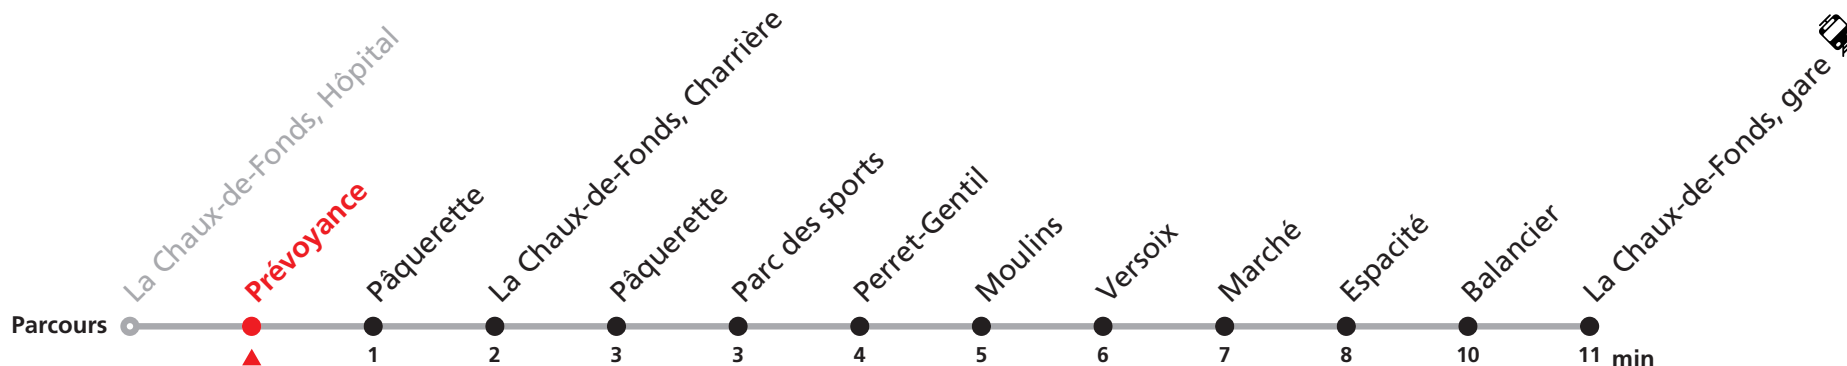 La Chaux-de-Fonds, Hôpital
Prévoyance
Pâquerette
La Chaux-de-Fonds, Charrière
Pâquerette
Parc des sports
Perret-Gentil
Moulins
Versoix
Marché
Espacité
Balancier
La Chaux-de-Fonds, gare
Parcours
1 2 3 3 4 5 6 7 8 10 11 min